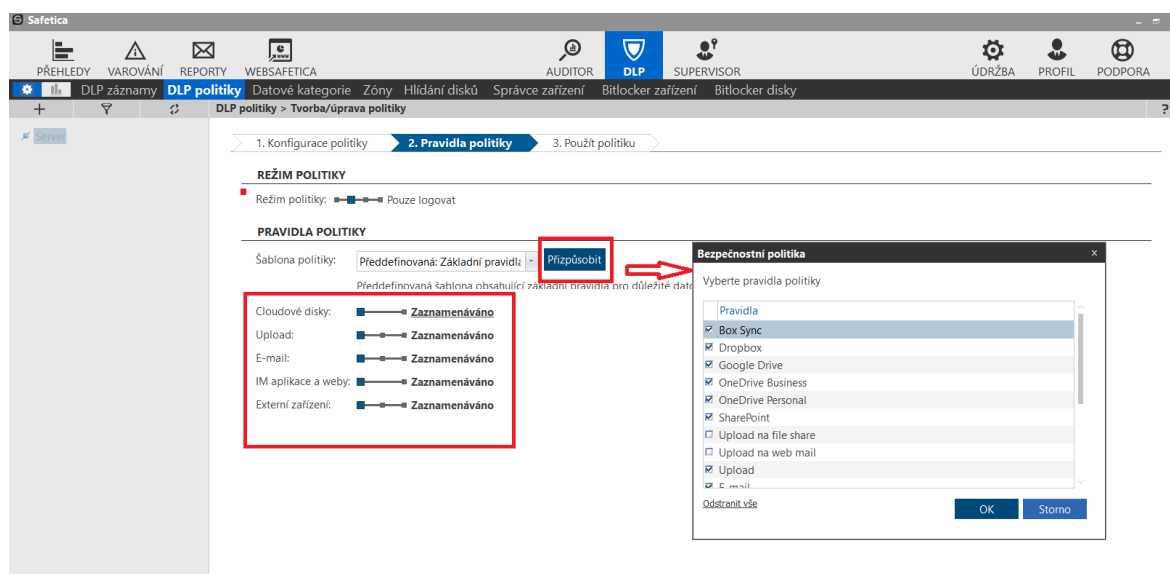 Safetica
PŘEHLEDY VAROVÁNÍ REPORTY WEBSAFETICA AUDITOR DLP SUPERVISOR ÚDRŽBA PROFIL PODPORA
DLP záznamy DLP politiky Datové kategorie Zóny Hlídání disků Správce zařízení Bitlocker zařízení Bitlocker disky
DLP politiky > Tvorba/úprava politiky ?
Server
1. Konfigurace politiky 2. Pravidla politiky 3. Použít politiku
REŽIM POLITIKY
Režim politiky: Pouze logovat
PRAVIDLA POLITIKY
Šablona politiky: Předdefinovaná: Základní pravidla Přizpůsobit
Předdefinovaná šablona obsahující základní pravidla pro důležité
Cloudové disky: Zaznamenáváno
Upload: Zaznamenáváno
E-mail: Zaznamenáváno
IM aplikace a weby: Zaznamenáváno
Externí zařízení: Zaznamenáváno
Bezpečnostní politika x
Vyberte pravidla politiky
Pravidla
Box Sync
Dropbox
Google Drive
OneDrive Business
OneDrive Personal
SharePoint
Upload na file share
Upload na web mail
Upload
E-mail
Odstranit vše
OK Storno